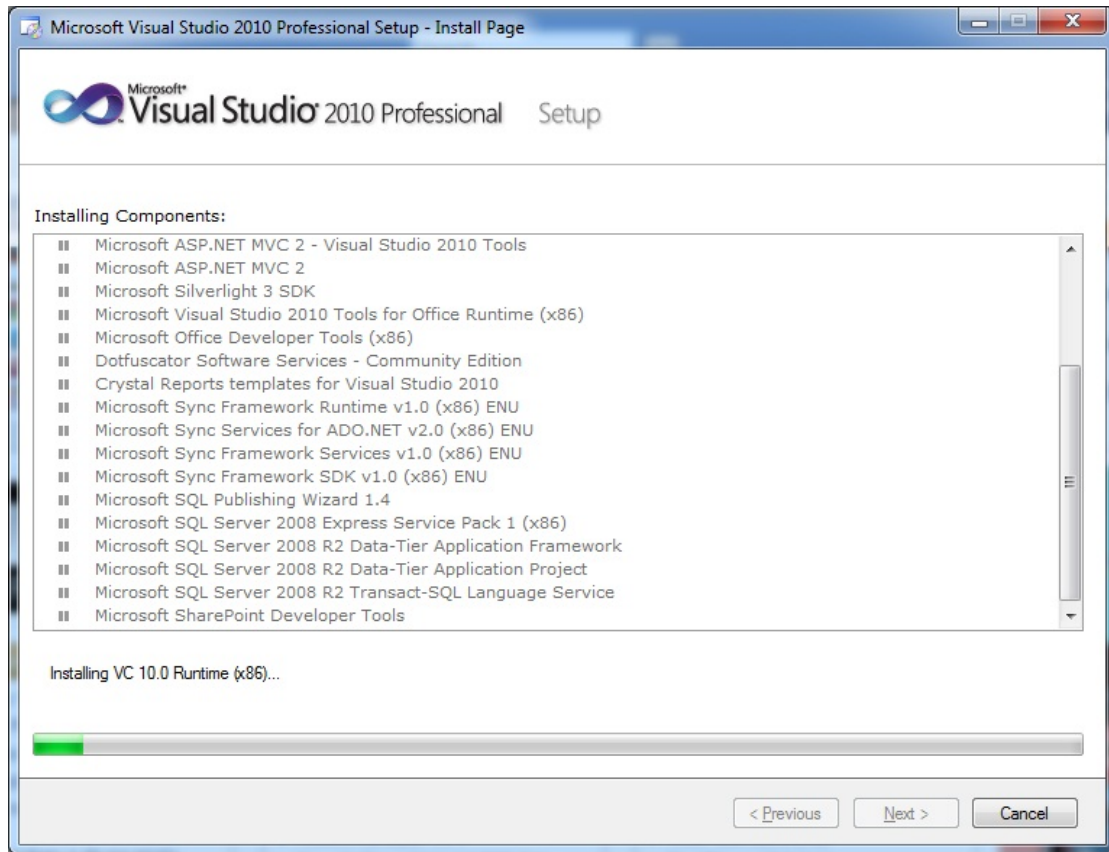 Microsoft Visual Studio 2010 Professional Setup - Install Page
Microsoft®
Visual Studio® 2010 Professional Setup
Installing Components:
Microsoft ASP.NET MVC 2 - Visual Studio 2010 Tools
Microsoft ASP.NET MVC 2
Microsoft Silverlight 3 SDK
Microsoft Visual Studio 2010 Tools for Office Runtime (x86)
Microsoft Office Developer Tools (x86)
Dotfuscator Software Services - Community Edition
Crystal Reports templates for Visual Studio 2010
Microsoft Sync Framework Runtime v1.0 (x86) ENU
Microsoft Sync Services for ADO.NET v2.0 (x86) ENU
Microsoft Sync Framework Services v1.0 (x86) ENU
Microsoft Sync Framework SDK v1.0 (x86) ENU
Microsoft SQL Publishing Wizard 1.4
Microsoft SQL Server 2008 Express Service Pack 1 (x86)
Microsoft SQL Server 2008 R2 Data-Tier Application Framework
Microsoft SQL Server 2008 R2 Data-Tier Application Project
Microsoft SQL Server 2008 R2 Transact-SQL Language Service
Microsoft SharePoint Developer Tools
Installing VC 10.0 Runtime (x86)...
< Previous Next > Cancel